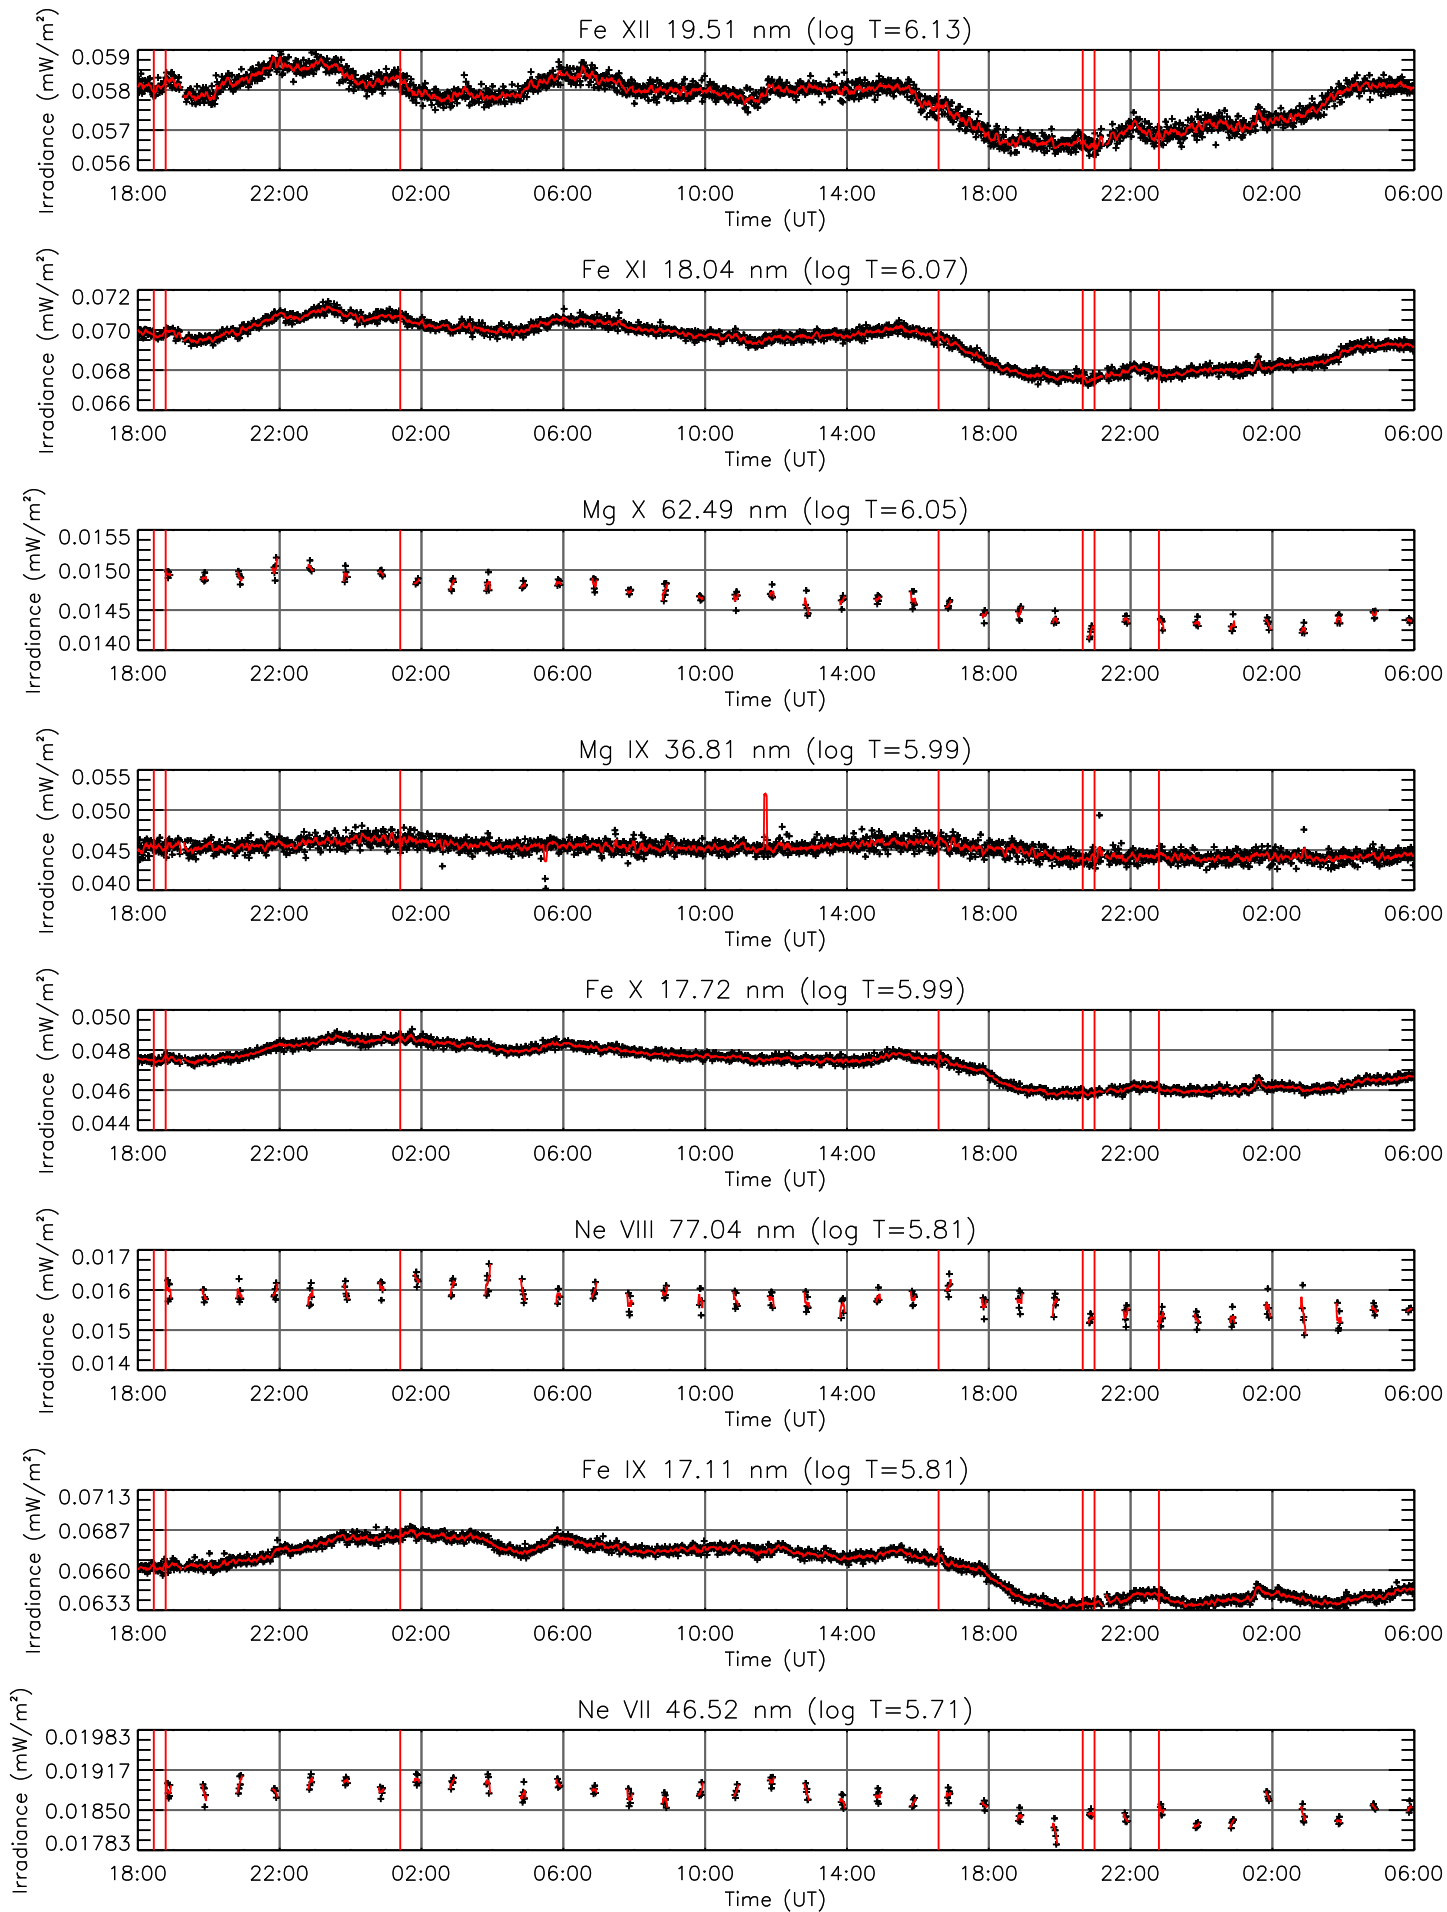 Fe XII 19.51 nm (log T=6.13)
Irradiance (mW/m²)
0.059
0.058
0.057
0.056
18:00 22:00 02:00 06:00 10:00 14:00 18:00 22:00 02:00 06:00
Time (UT)
Fe XI 18.04 nm (log T=6.07)
Irradiance (mW/m²)
0.072
0.070
0.068
0.066
18:00 22:00 02:00 06:00 10:00 14:00 18:00 22:00 02:00 06:00
Time (UT)
Mg X 62.49 nm (log T=6.05)
Irradiance (mW/m²)
0.0155
0.0150
0.0145
0.0140
18:00 22:00 02:00 06:00 10:00 14:00 18:00 22:00 02:00 06:00
Time (UT)
Mg IX 36.81 nm (log T=5.99)
Irradiance (mW/m²)
0.055
0.050
0.045
0.040
18:00 22:00 02:00 06:00 10:00 14:00 18:00 22:00 02:00 06:00
Time (UT)
Fe X 17.72 nm (log T=5.99)
Irradiance (mW/m²)
0.050
0.048
0.046
0.044
18:00 22:00 02:00 06:00 10:00 14:00 18:00 22:00 02:00 06:00
Time (UT)
Ne VIII 77.04 nm (log T=5.81)
Irradiance (mW/m²)
0.017
0.016
0.015
0.014
18:00 22:00 02:00 06:00 10:00 14:00 18:00 22:00 02:00 06:00
Time (UT)
Fe IX 17.11 nm (log T=5.81)
Irradiance (mW/m²)
0.0713
0.0687
0.0660
0.0633
18:00 22:00 02:00 06:00 10:00 14:00 18:00 22:00 02:00 06:00
Time (UT)
Ne VII 46.52 nm (log T=5.71)
Irradiance (mW/m²)
0.01983
0.01917
0.01850
0.01783
18:00 22:00 02:00 06:00 10:00 14:00 18:00 22:00 02:00 06:00
Time (UT)